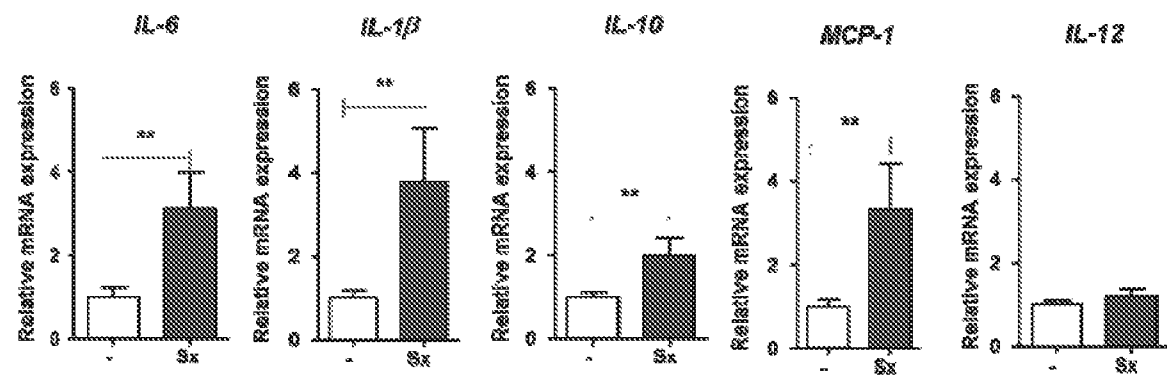 IL-6
IL-1β
IL-10
MCP-1
IL-12
Relative mRNA expression
6
4
2
0
**
-
Sx
Relative mRNA expression
6
4
2
0
**
-
Sx
Relative mRNA expression
6
4
2
0
**
-
Sx
Relative mRNA expression
6
4
2
0
**
-
Sx
Relative mRNA expression
6
4
2
0
-
Sx